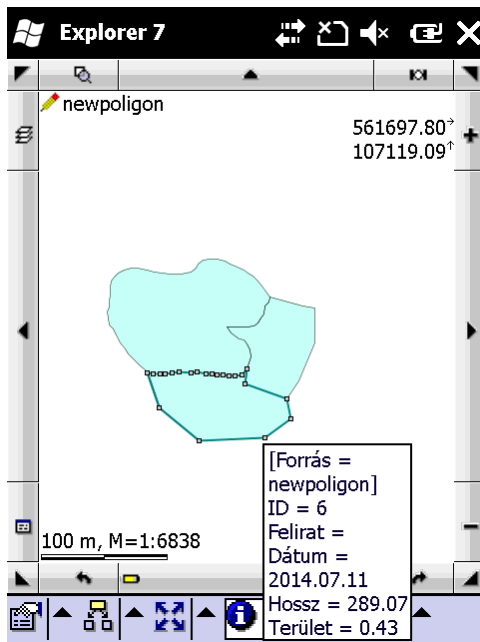 Explorer 7
newpoligon
561697.80
107119.09
[Forrás =
newpoligon]
ID = 6
Felirat =
Dátum =
2014.07.11
Hossz = 289.07
Terület = 0.43
100 m, M=1:6838